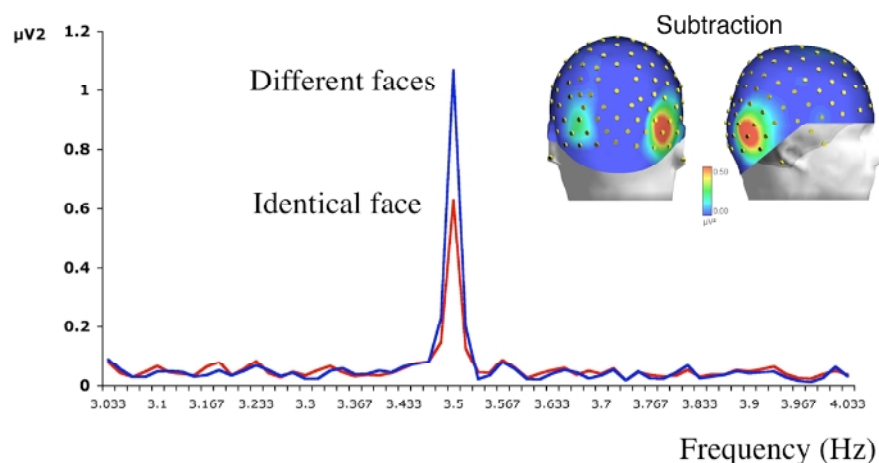 µV2
1.2
Subtraction
Different faces
1
0.8
Identical face
0.6
0.50
0.00
µV²
0.4
0.2
0
3.033 3.1 3.167 3.233 3.3 3.367 3.433 3.5 3.567 3.633 3.7 3.767 3.833 3.9 3.967 4.033
Frequency (Hz)